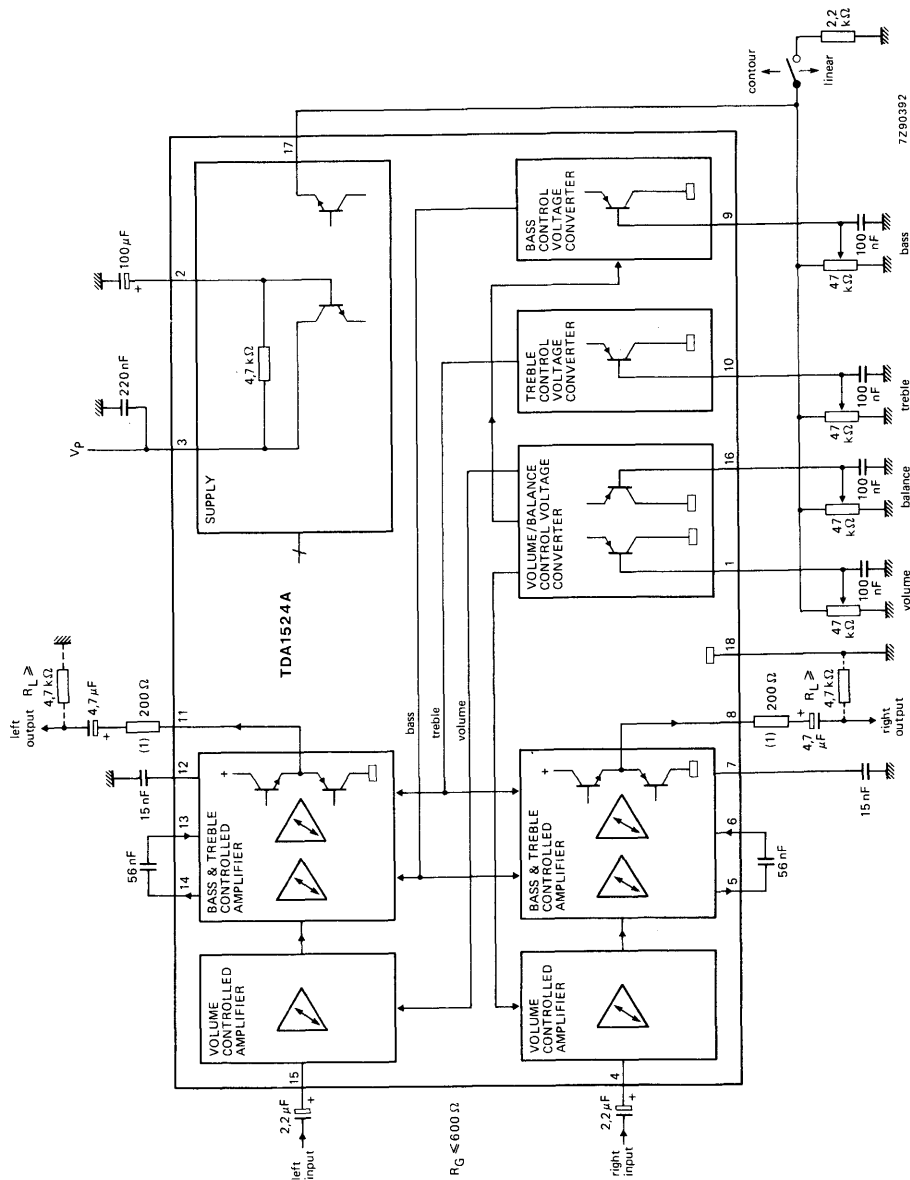 left
input
2,2 µF
+
15
VOLUME
CONTROLLED
AMPLIFIER
56 nF
14
13
15 nF
12
BASS & TREBLE
CONTROLLED
AMPLIFIER
+
left
output
RL ≥
4,7 kΩ
4,7 µF
+
200 Ω
(1)
11
TDA1524A
VP
220 nF
3
100 µF
+
2
SUPPLY
4,7 kΩ
17
RG ≤ 600 Ω
bass
treble
volume
right
input
2,2 µF
+
4
VOLUME
CONTROLLED
AMPLIFIER
BASS & TREBLE
CONTROLLED
AMPLIFIER
+
5
6
56 nF
7
15 nF
8
(1)
200 Ω
4,7
µF
+
RL ≥
4,7 kΩ
right
output
18
VOLUME/BALANCE
CONTROL VOLTAGE
CONVERTER
1
16
TREBLE
CONTROL
VOLTAGE
CONVERTER
10
BASS
CONTROL
VOLTAGE
CONVERTER
9
47
kΩ
100
nF
volume
47
kΩ
100
nF
balance
47
kΩ
100
nF
treble
47
kΩ
100
nF
bass
contour
linear
2,2
kΩ
7Z90392